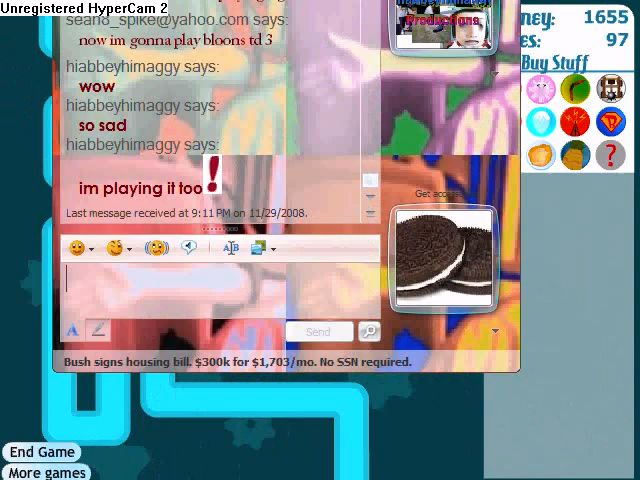 Unregistered HyperCam 2
sean8_spike@yahoo.com says:
now im gonna play bloons td 3
hiabbeyhimaggy says:
wow
hiabbeyhimaggy says:
so sad
hiabbeyhimaggy says:
im playing it too!
Last message received at 9:11 PM on 11/29/2008.
Send
Bush signs housing bill. $300k for $1,703/mo. No SSN required.
Productions
Get access
ney: 1655
es: 97
Buy Stuff
?
End Game
More games